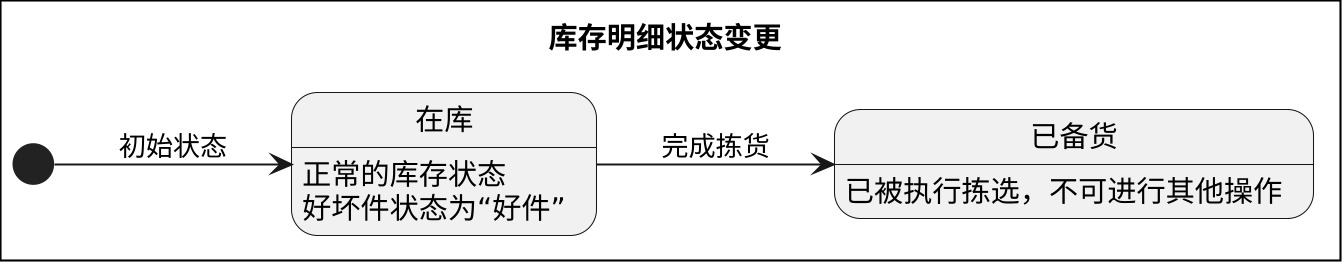 库存明细状态变更
初始状态
在库
正常的库存状态
好坏件状态为“好件”
完成拣货
已备货
已被执行拣选，不可进行其他操作